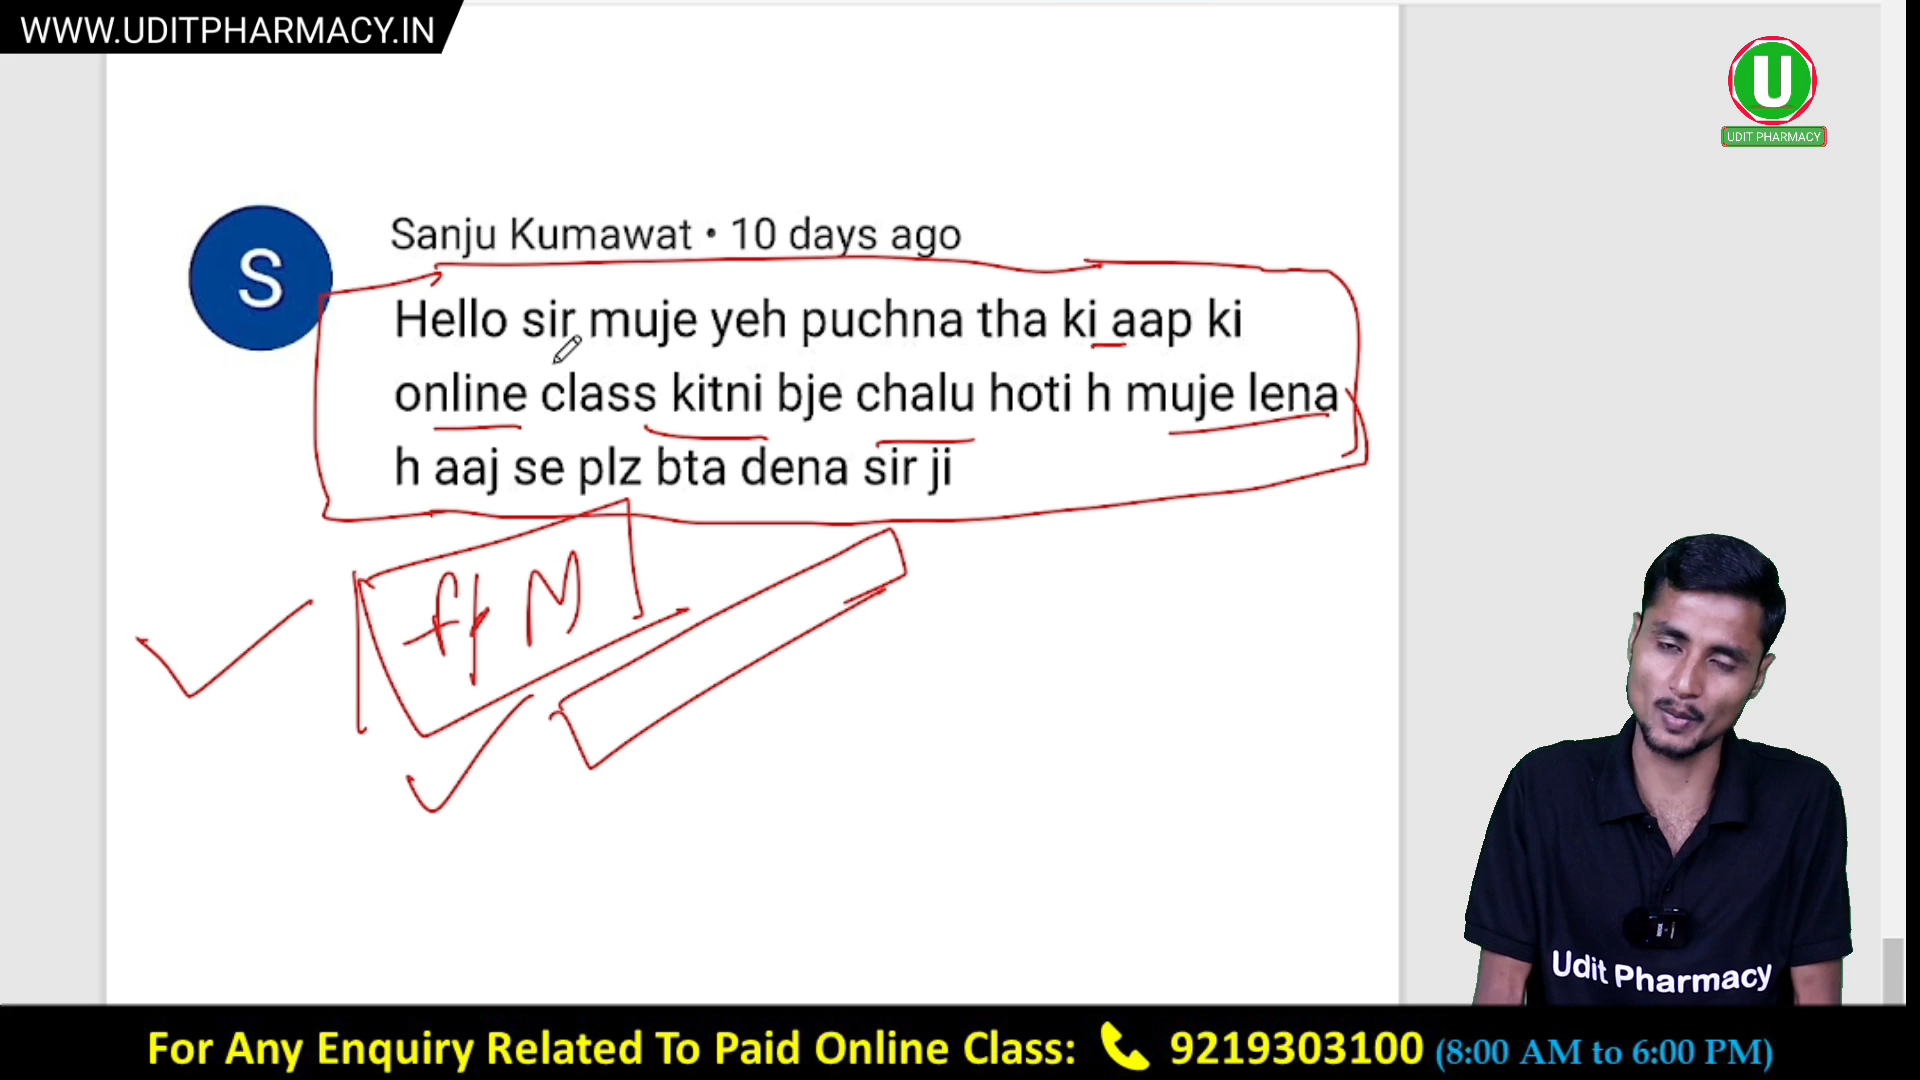 WWW.UDITPHARMACY.IN
U
UDIT PHARMACY
S
Sanju Kumawat • 10 days ago
Hello sir muje yeh puchna tha ki aap ki
online class kitni bje chalu hoti h muje lena
h aaj se plz bta dena sir ji
Udit Pharmacy
For Any Enquiry Related To Paid Online Class: 9219303100 (8:00 AM to 6:00 PM)